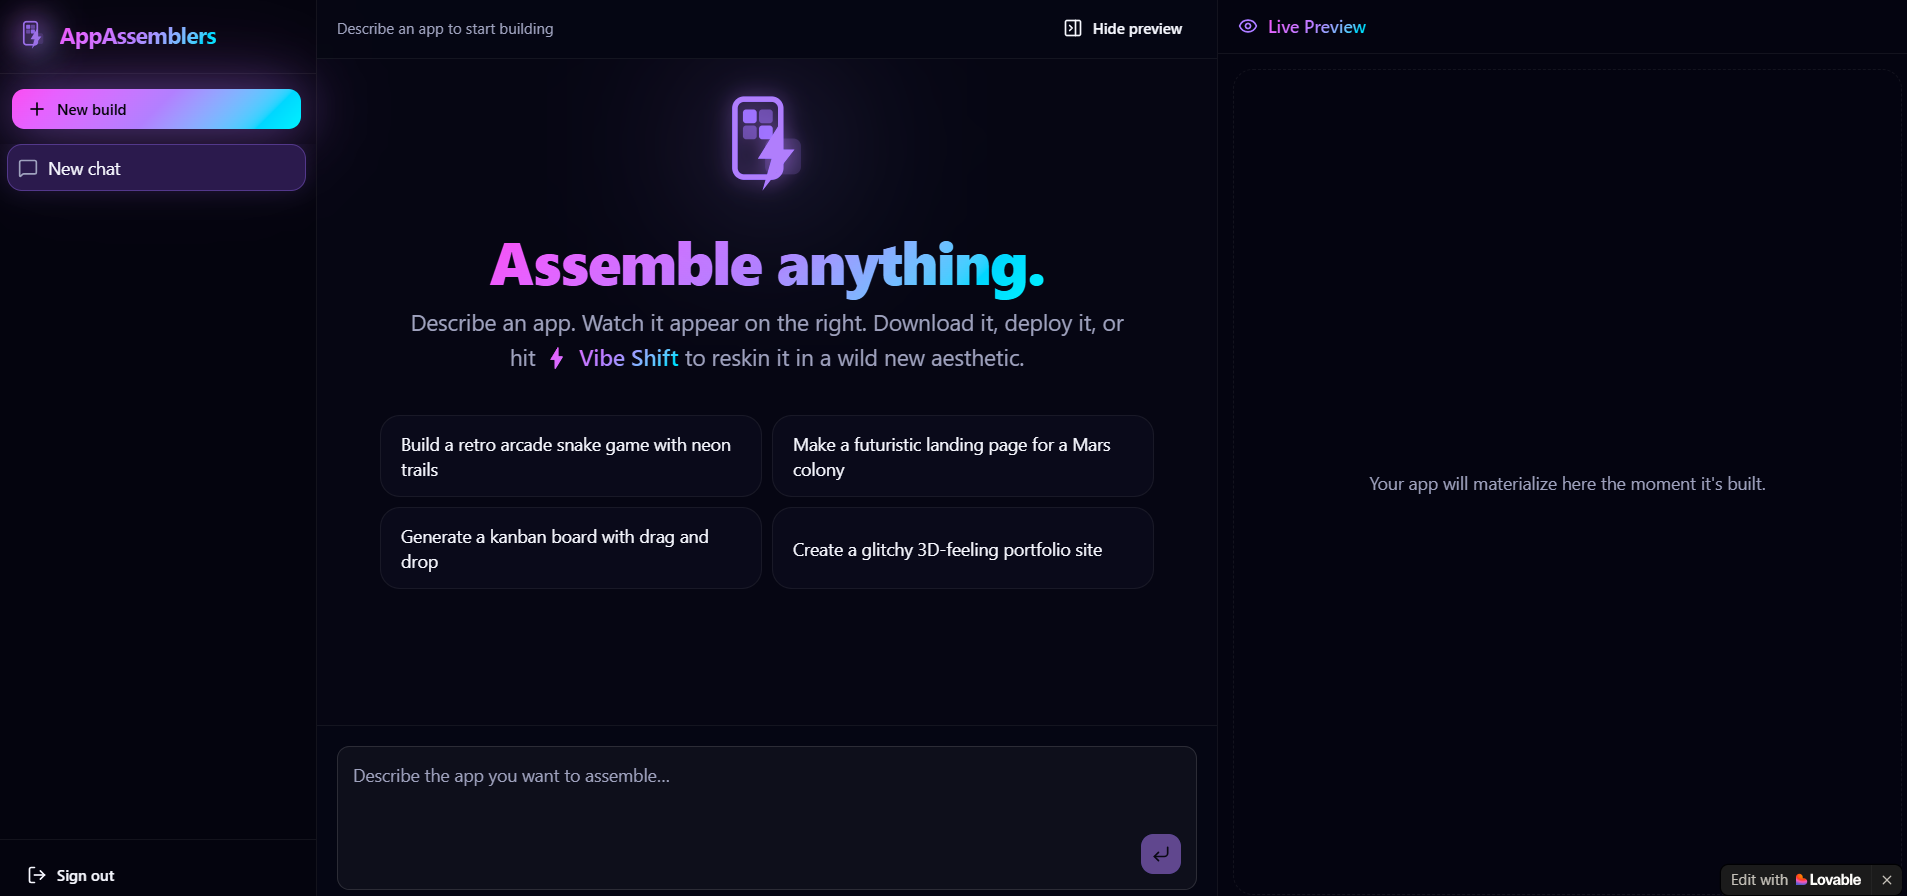 AppAssemblers
New build
New chat
Sign out
Describe an app to start building
Hide preview
Assemble anything.
Describe an app. Watch it appear on the right. Download it, deploy it, or
hit Vibe Shift to reskin it in a wild new aesthetic.
Build a retro arcade snake game with neon
trails
Make a futuristic landing page for a Mars
colony
Generate a kanban board with drag and
drop
Create a glitchy 3D-feeling portfolio site
Describe the app you want to assemble...
Live Preview
Your app will materialize here the moment it's built.
Edit with Lovable